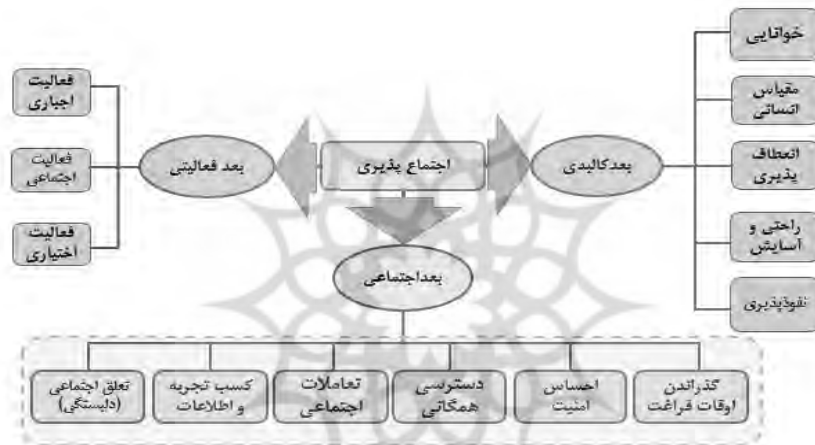 خوانایی
مقیاس
انسانی
انعطاف
پذیری
راحتی و
آسایش
نفوذپذیری
بعدکالبدی
اجتماع پذیری
بعد فعالیتی
فعالیت
اجباری
فعالیت
اجتماعی
فعالیت
اختیاری
بعداجتماعی
گذراندن
اوقات فراغت
احساس
امنیت
دسترسی
همگانی
تعاملات
اجتماعی
کسب تجربه
و اطلاعات
تعلق اجتماعی
(دلبستگی)